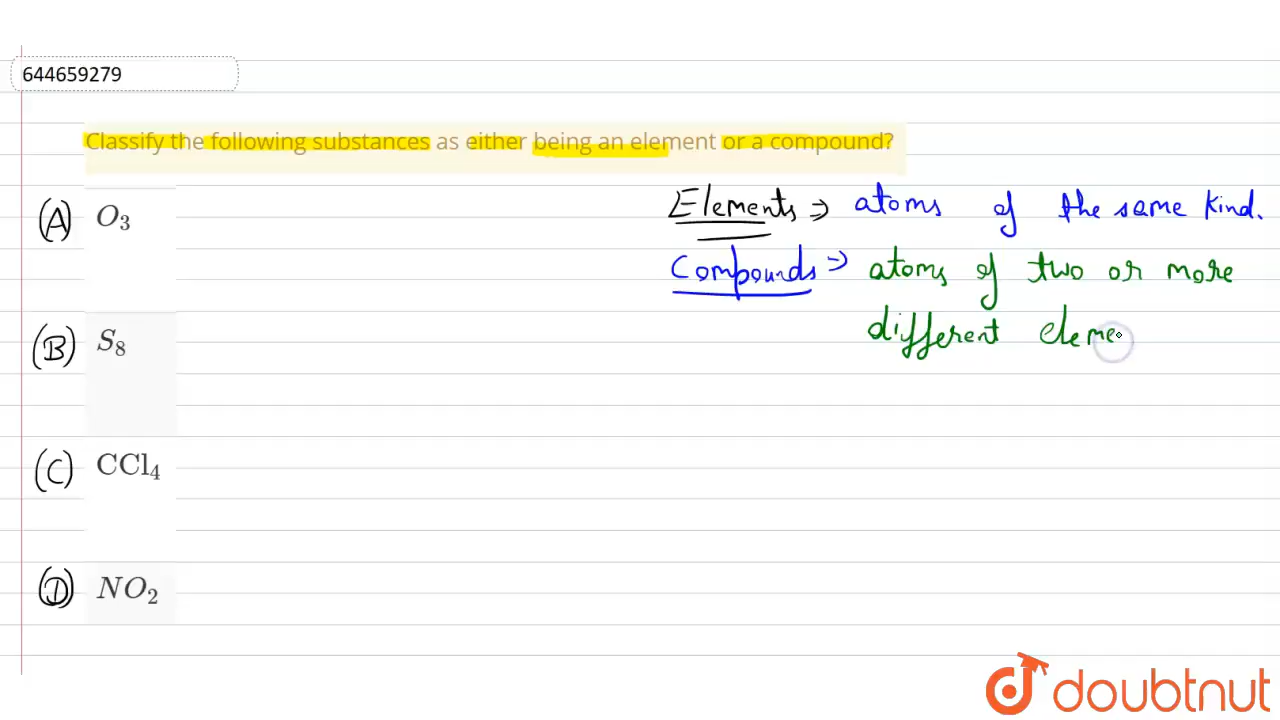 644659279
Classify the following substances as either being an element or a compound?
(A) O3
Elements ⇒ atoms of the same kind.
Compounds ⇒ atoms of two or more
different eleme
(B) S8
(C) CCl4
(D) NO2
doubtnut